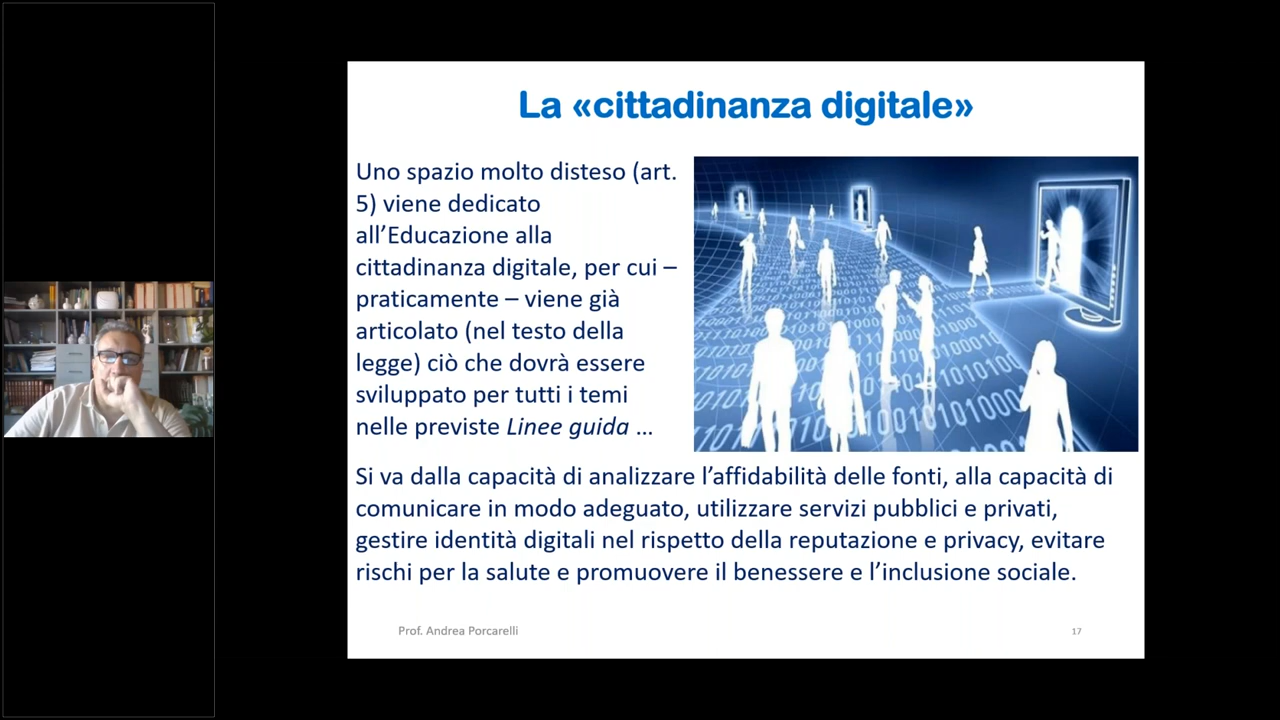 La «cittadinanza digitale»
Uno spazio molto disteso (art.
5) viene dedicato
all’Educazione alla
cittadinanza digitale, per cui –
praticamente – viene già
articolato (nel testo della
legge) ciò che dovrà essere
sviluppato per tutti i temi
nelle previste Linee guida ...
Si va dalla capacità di analizzare l’affidabilità delle fonti, alla capacità di
comunicare in modo adeguato, utilizzare servizi pubblici e privati,
gestire identità digitali nel rispetto della reputazione e privacy, evitare
rischi per la salute e promuovere il benessere e l’inclusione sociale.
Prof. Andrea Porcarelli
17